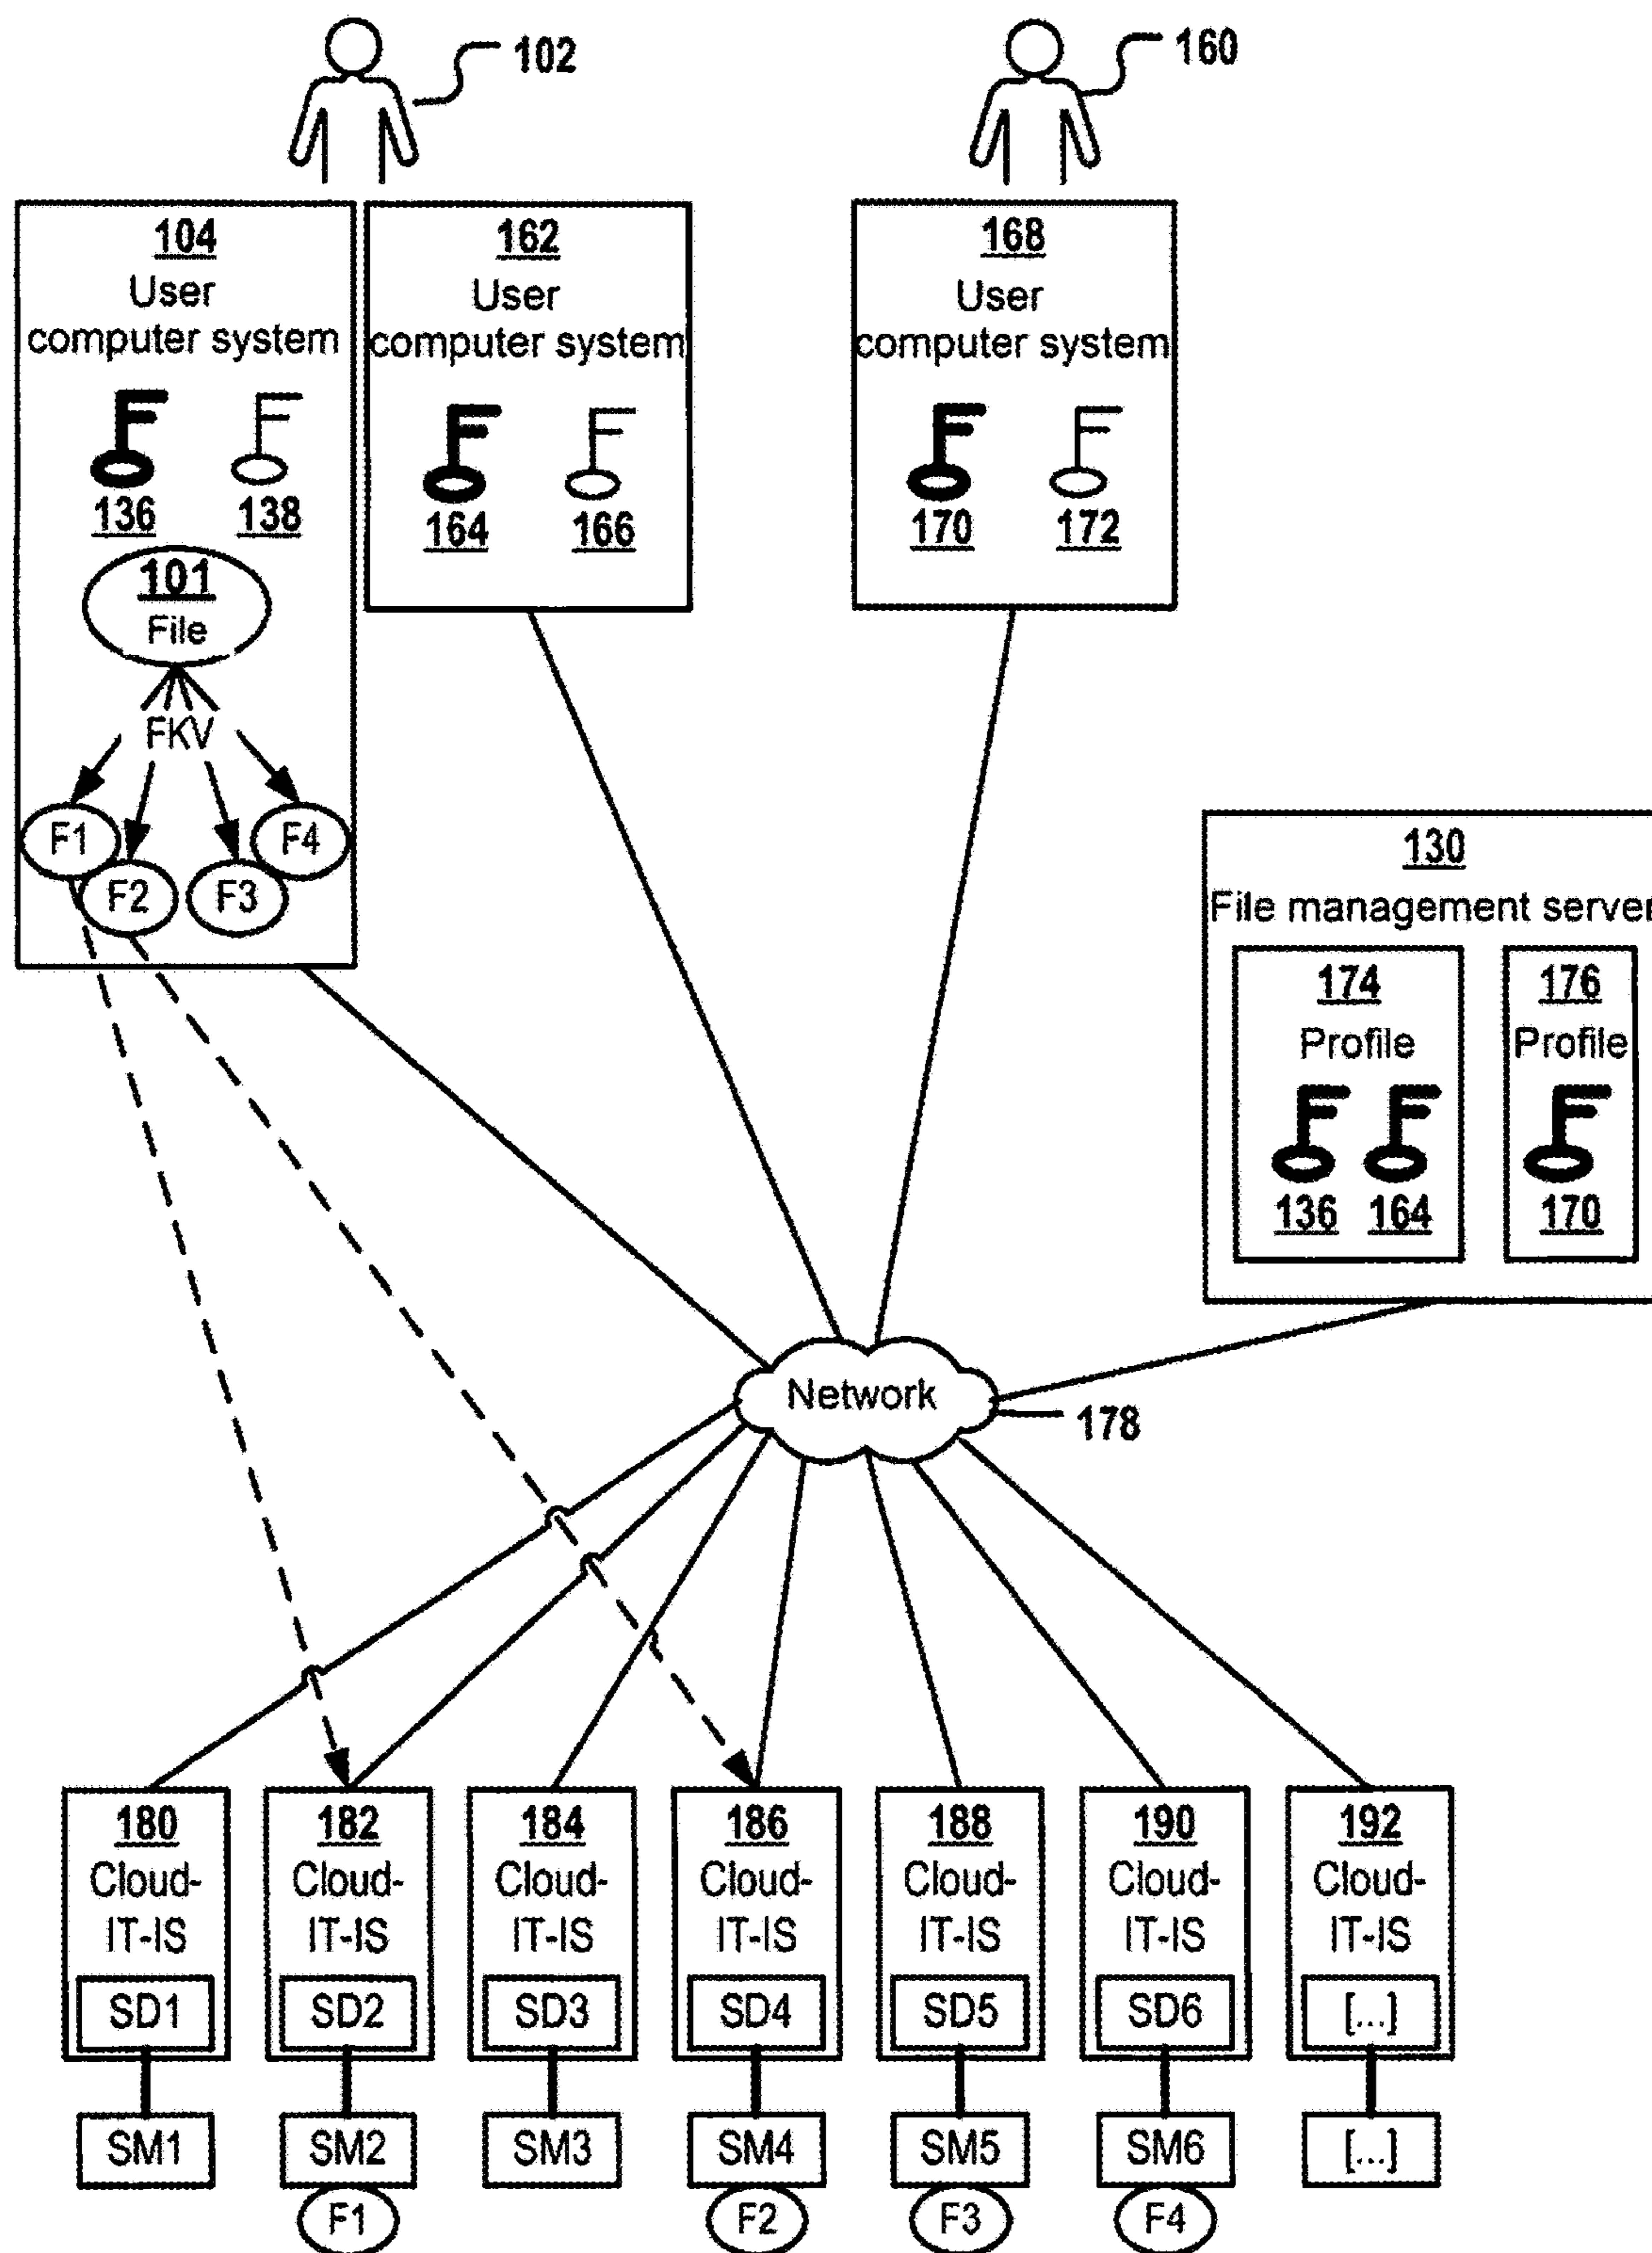 102
160
104
User
computer system
136
138
101
File
FKV
F1
F2
F3
F4
162
User
computer system
164
166
168
User
computer system
170
172
130
File management server
174
Profile
136
164
176
Profile
170
Network
178
180
Cloud-
IT-IS
SD1
SM1
182
Cloud-
IT-IS
SD2
SM2
F1
184
Cloud-
IT-IS
SD3
SM3
186
Cloud-
IT-IS
SD4
SM4
F2
188
Cloud-
IT-IS
SD5
SM5
F3
190
Cloud-
IT-IS
SD6
SM6
F4
192
Cloud-
IT-IS
[...]
[...]